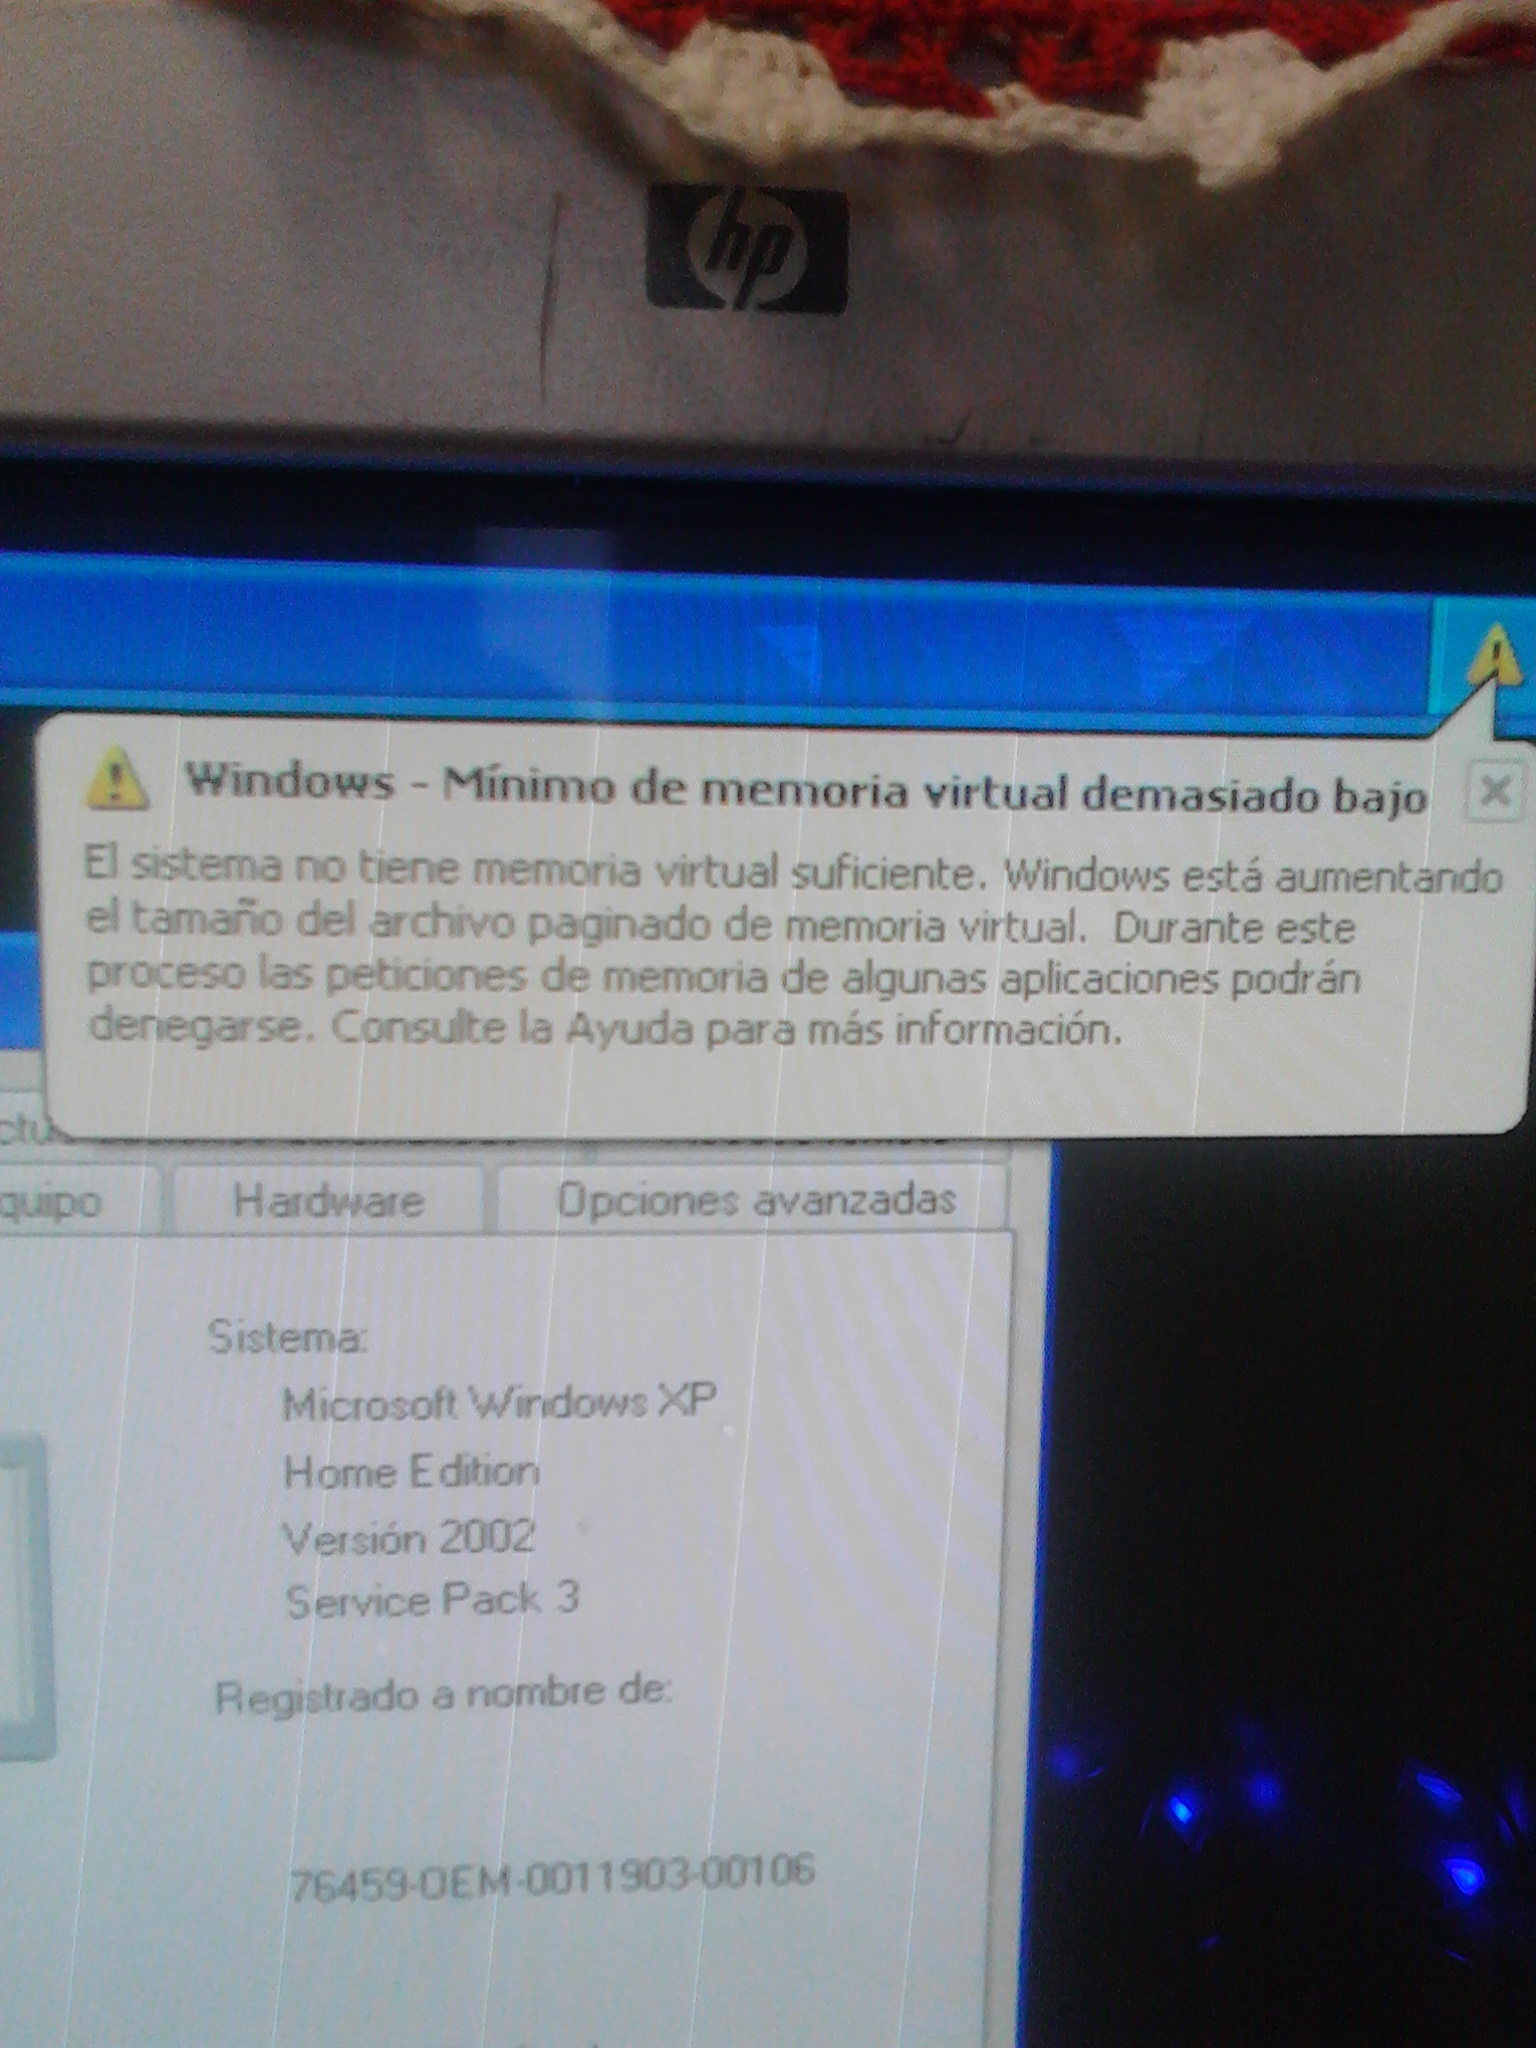 hp
Windows - Mínimo de memoria virtual demasiado bajo
El sistema no tiene memoria virtual suficiente. Windows está aumentando
el tamaño del archivo paginado de memoria virtual. Durante este
proceso las peticiones de memoria de algunas aplicaciones podrán
denegarse. Consulte la Ayuda para más información.
quipo Hardware Opciones avanzadas
Sistema:
Microsoft Windows XP
Home Edition
Versión 2002
Service Pack 3
Registrado a nombre de:
76459-OEM-0011903-00106